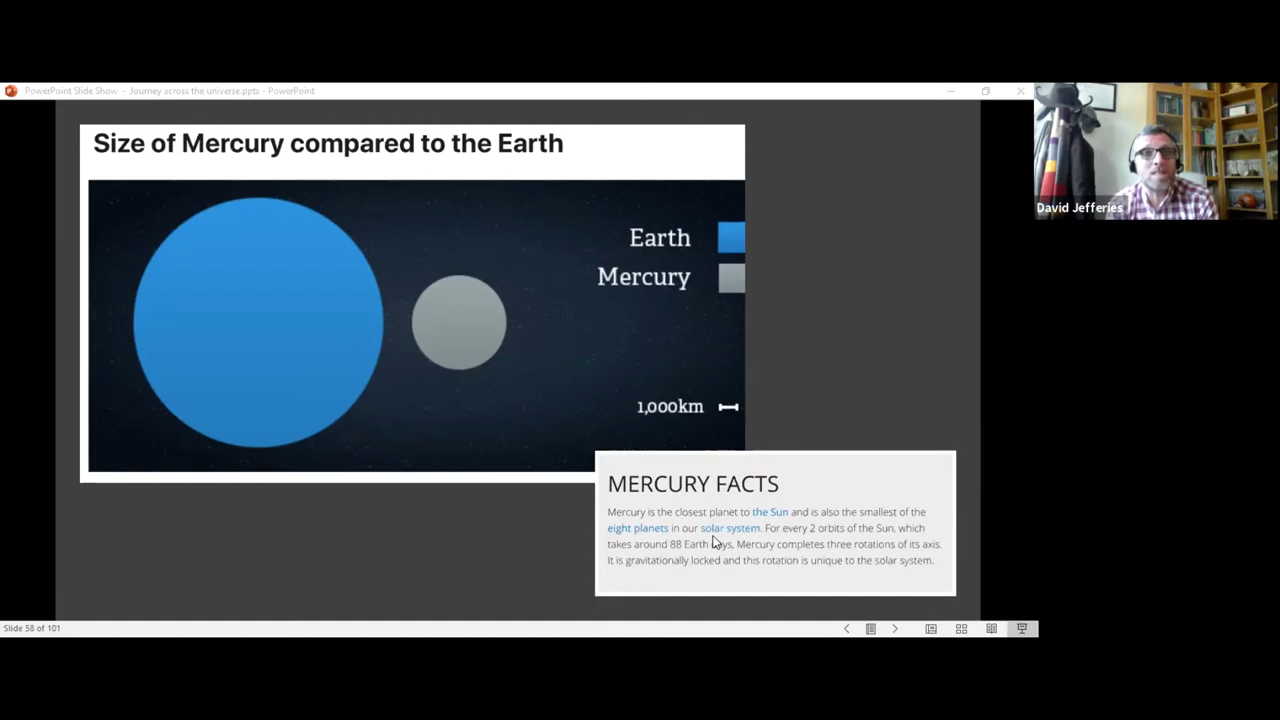 PowerPoint Slide Show - Journey across the universe.pptx - PowerPoint
Size of Mercury compared to the Earth
Earth
Mercury
1,000km
MERCURY FACTS
Mercury is the closest planet to the Sun and is also the smallest of the
eight planets in our solar system. For every 2 orbits of the Sun, which
takes around 88 Earth days, Mercury completes three rotations of its axis.
It is gravitationally locked and this rotation is unique to the solar system.
David Jefferies
Slide 58 of 101